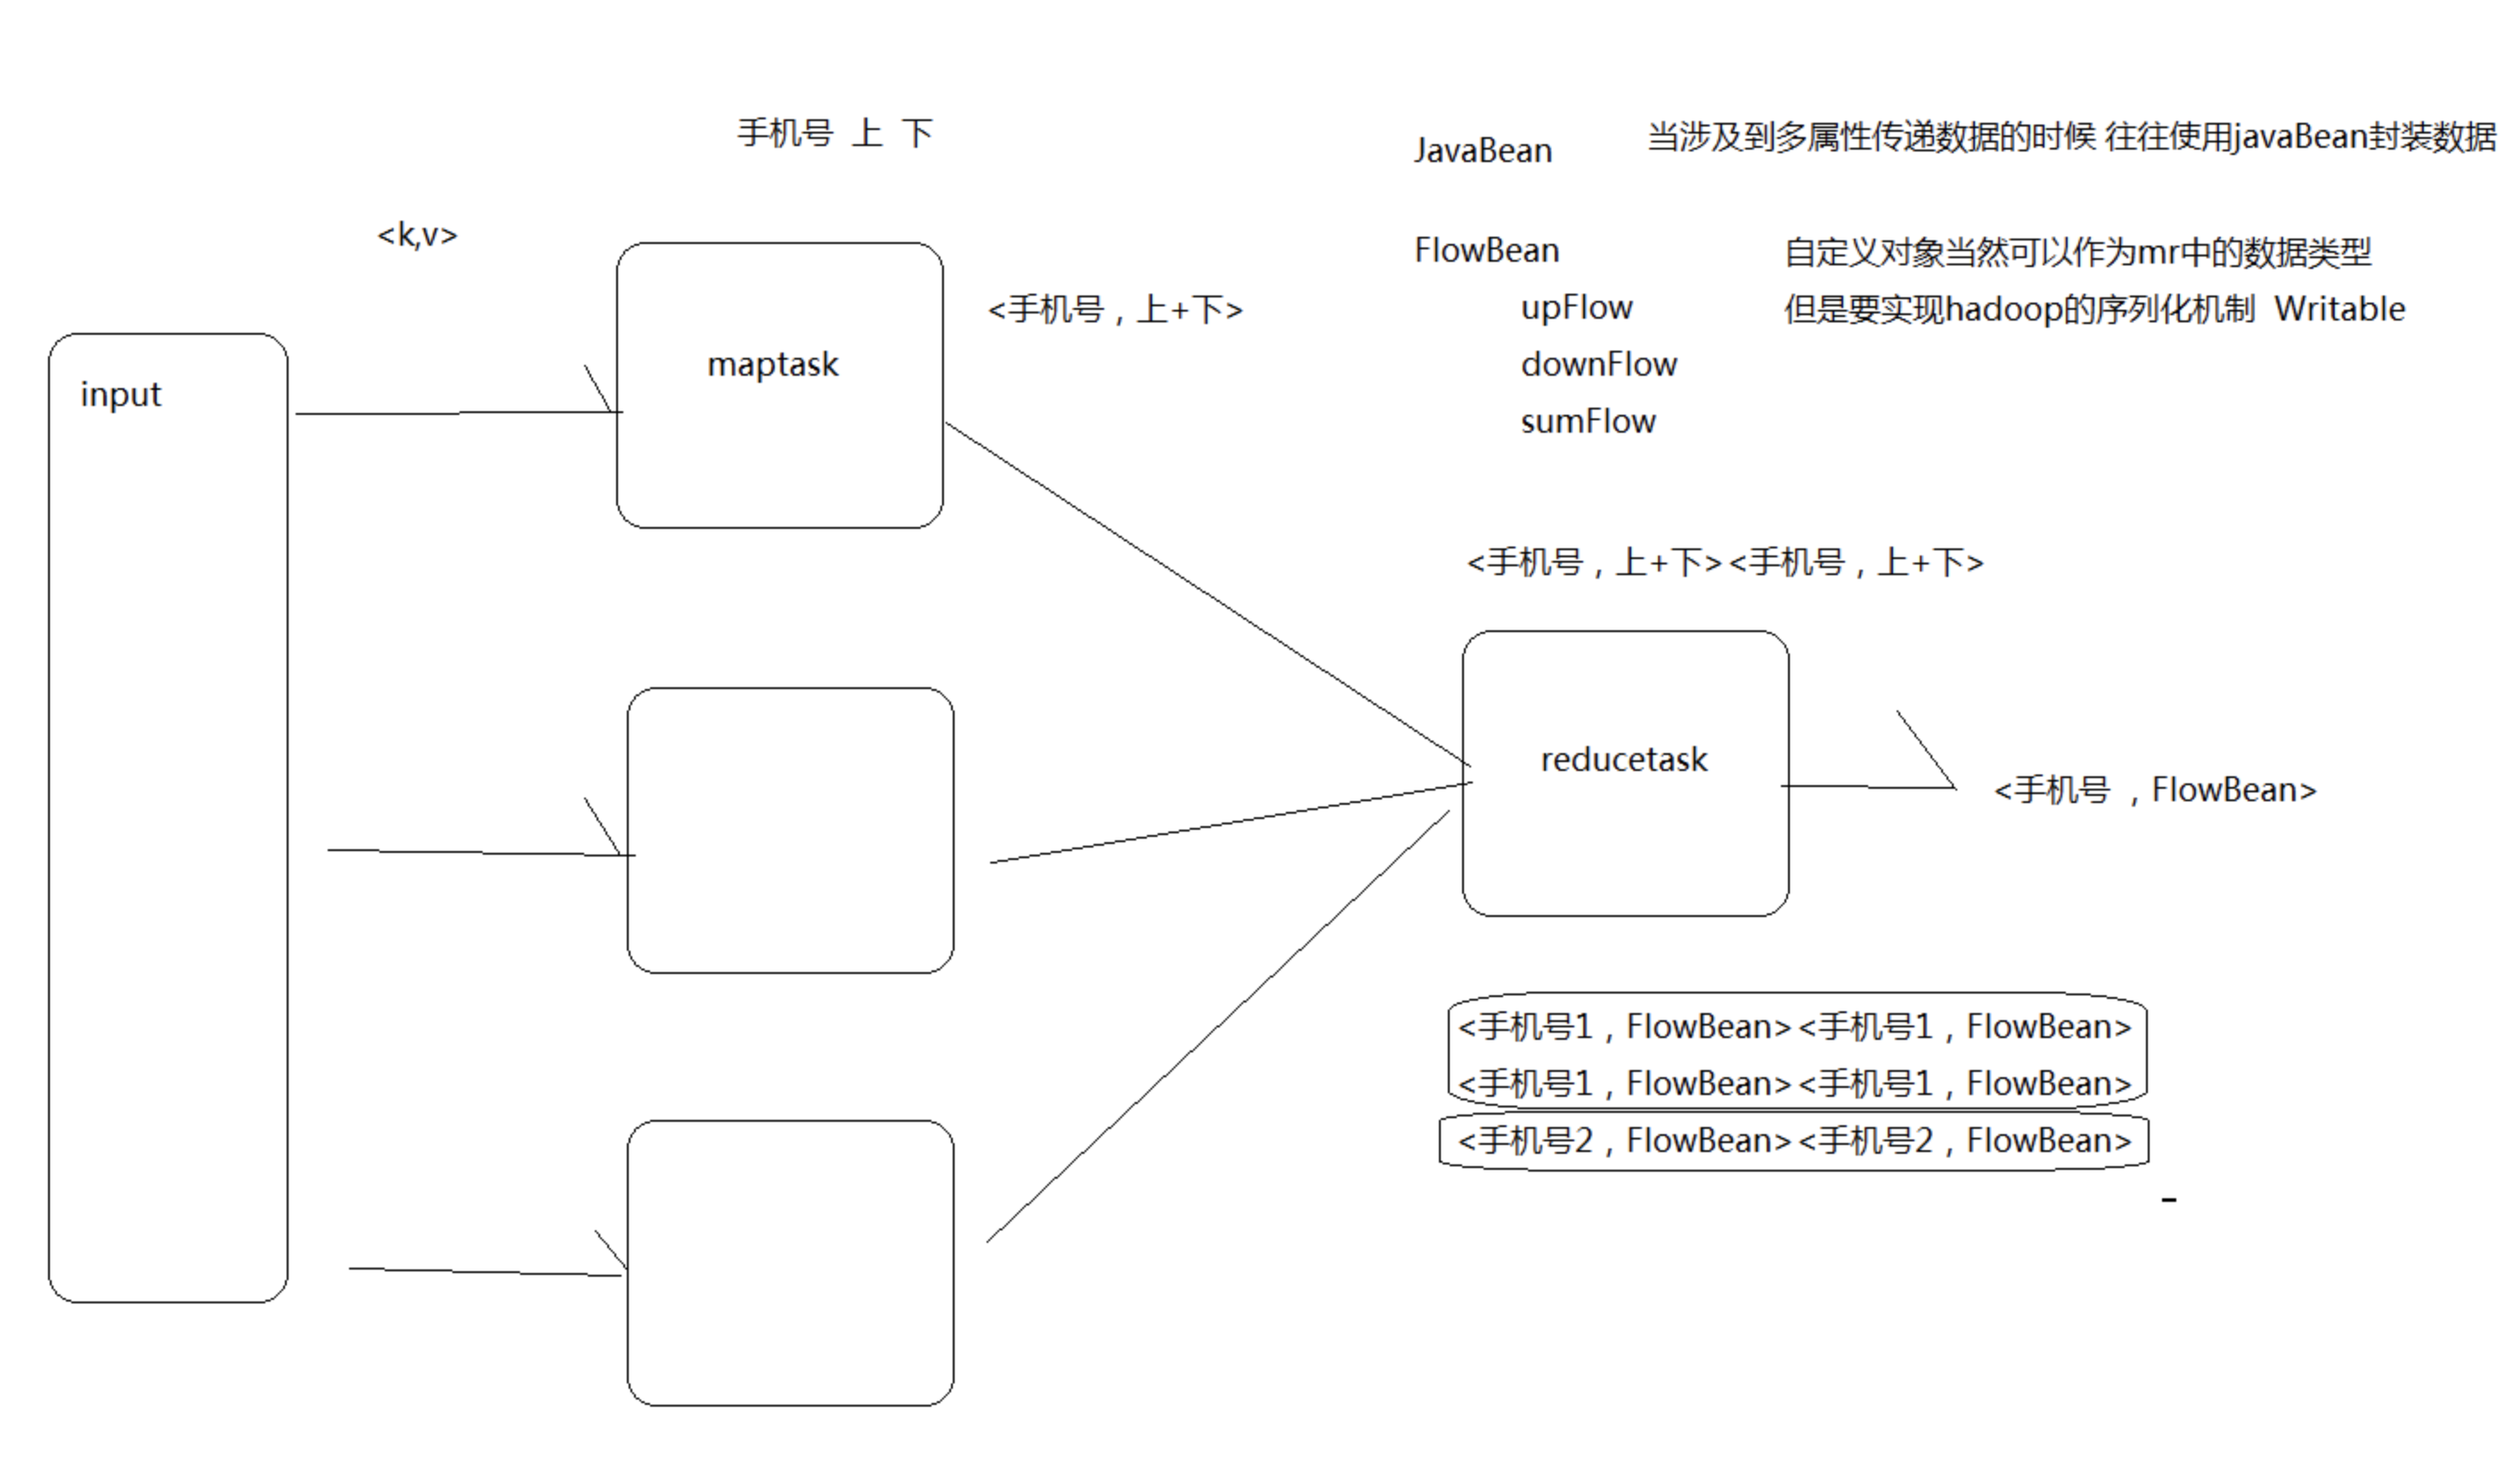 手机号 上 下
JavaBean
当涉及到多属性传递数据的时候 往往使用javaBean封装数据
<k,v>
FlowBean
自定义对象当然可以作为mr中的数据类型
<手机号，上+下>
upFlow
但是要实现hadoop的序列化机制 Writable
input
maptask
downFlow
sumFlow
<手机号，上+下><手机号，上+下>
reducetask
<手机号 ，FlowBean>
<手机号1，FlowBean><手机号1，FlowBean>
<手机号1，FlowBean><手机号1，FlowBean>
<手机号2，FlowBean><手机号2，FlowBean>